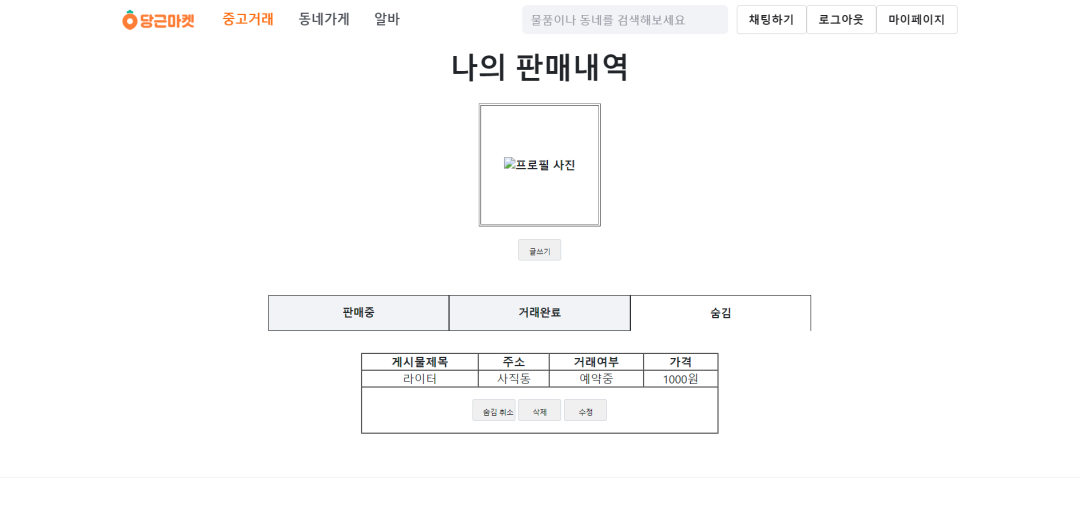 당근마켓 중고거래 동네가게 알바 물품이나 동네를 검색해보세요 채팅하기 로그아웃 마이페이지
나의 판매내역
프로필 사진
글쓰기
판매중 거래완료 숨김
게시물제목 주소 거래여부 가격
라이터 사직동 예약중 1000원
숨김 취소 삭제 수정